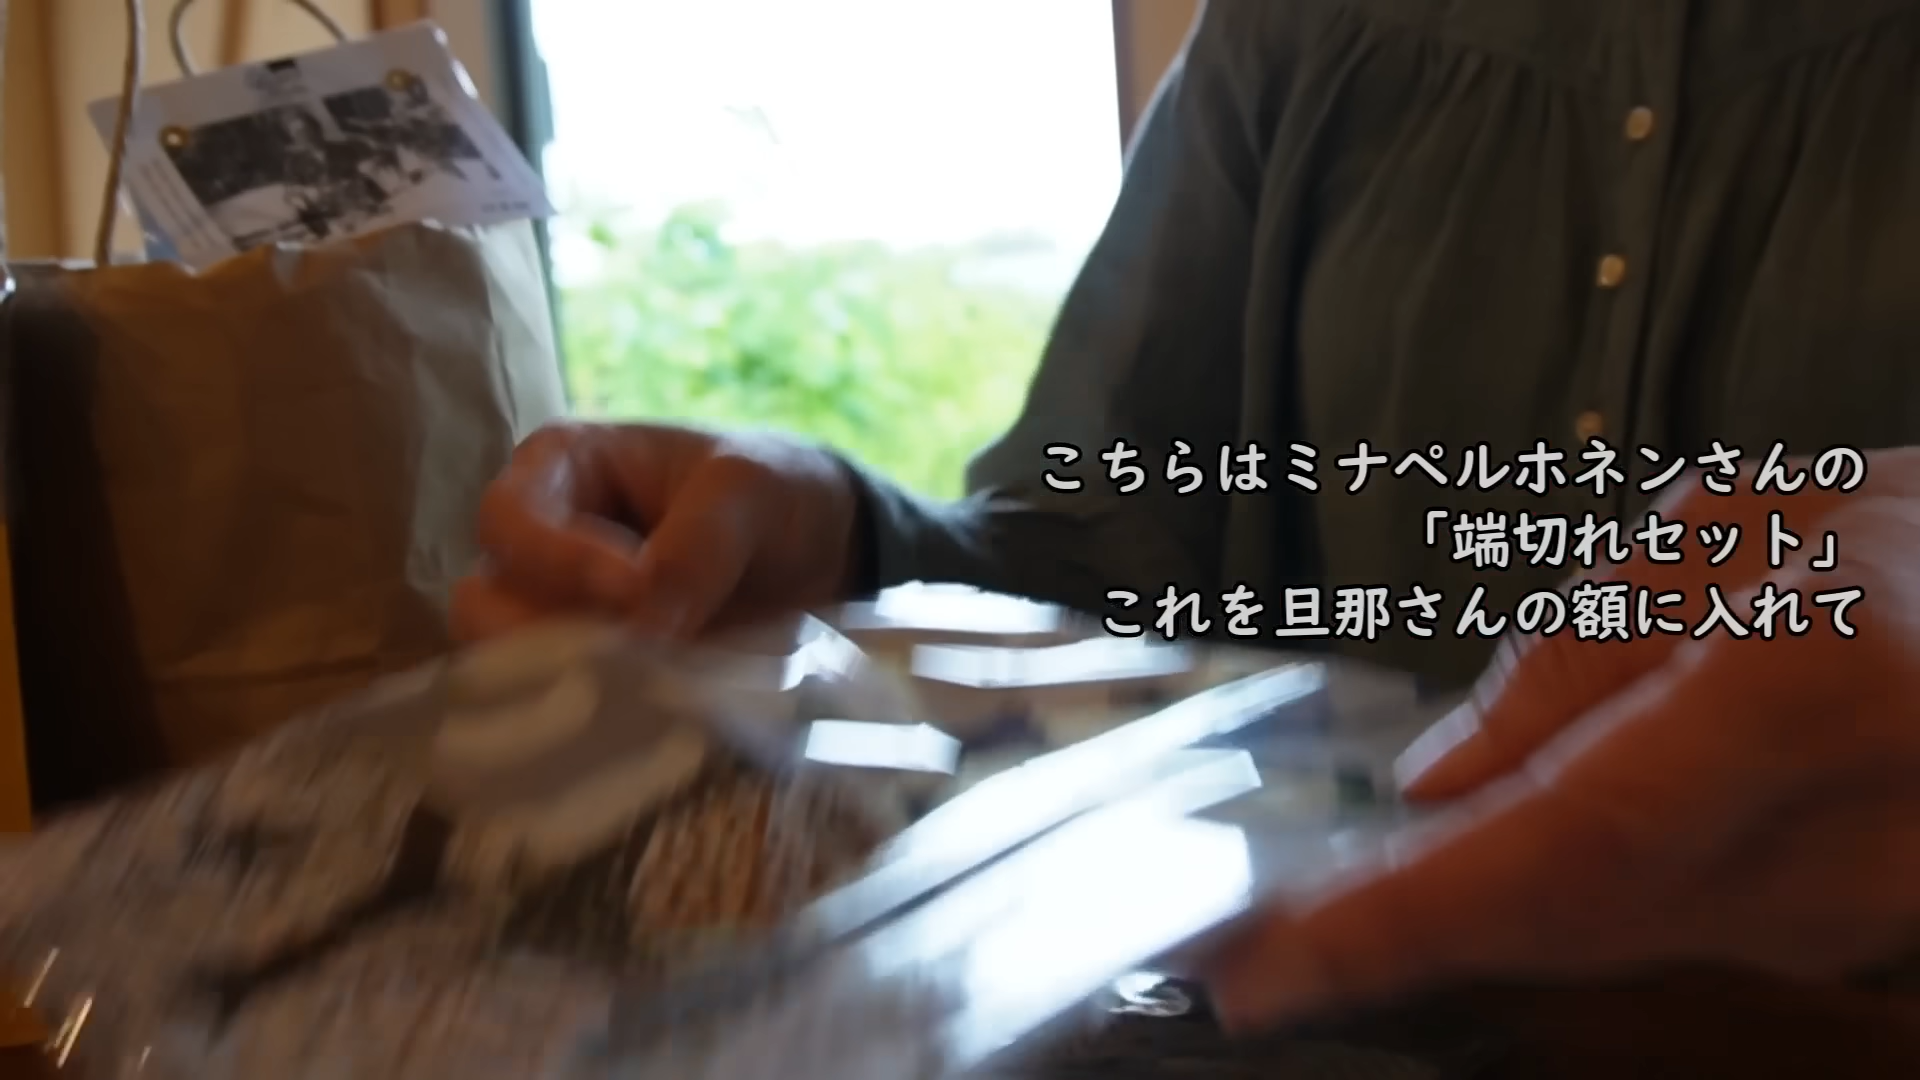 こちらはミナペルホネンさんの
「端切れセット」
これを旦那さんの額に入れて